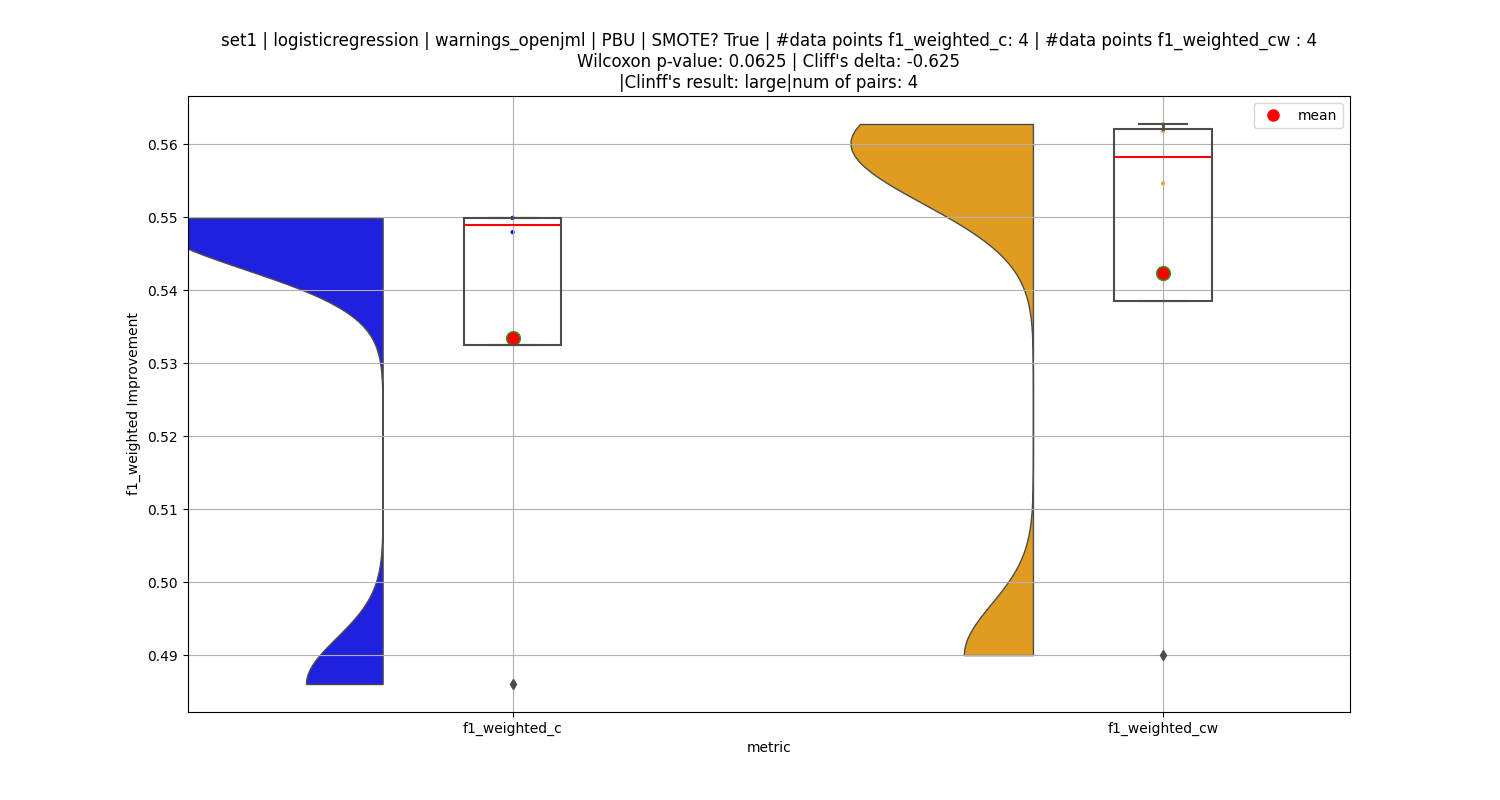 set1 | logisticregression | warnings_openjml | PBU | SMOTE? True | #data points f1_weighted_c: 4 | #data points f1_weighted_cw : 4
Wilcoxon p-value: 0.0625 | Cliff's delta: -0.625
|Clinff's result: large|num of pairs: 4
mean
0.56
0.55
0.54
0.53
0.52
0.51
0.50
0.49
f1_weighted Improvement
f1_weighted_c
f1_weighted_cw
metric